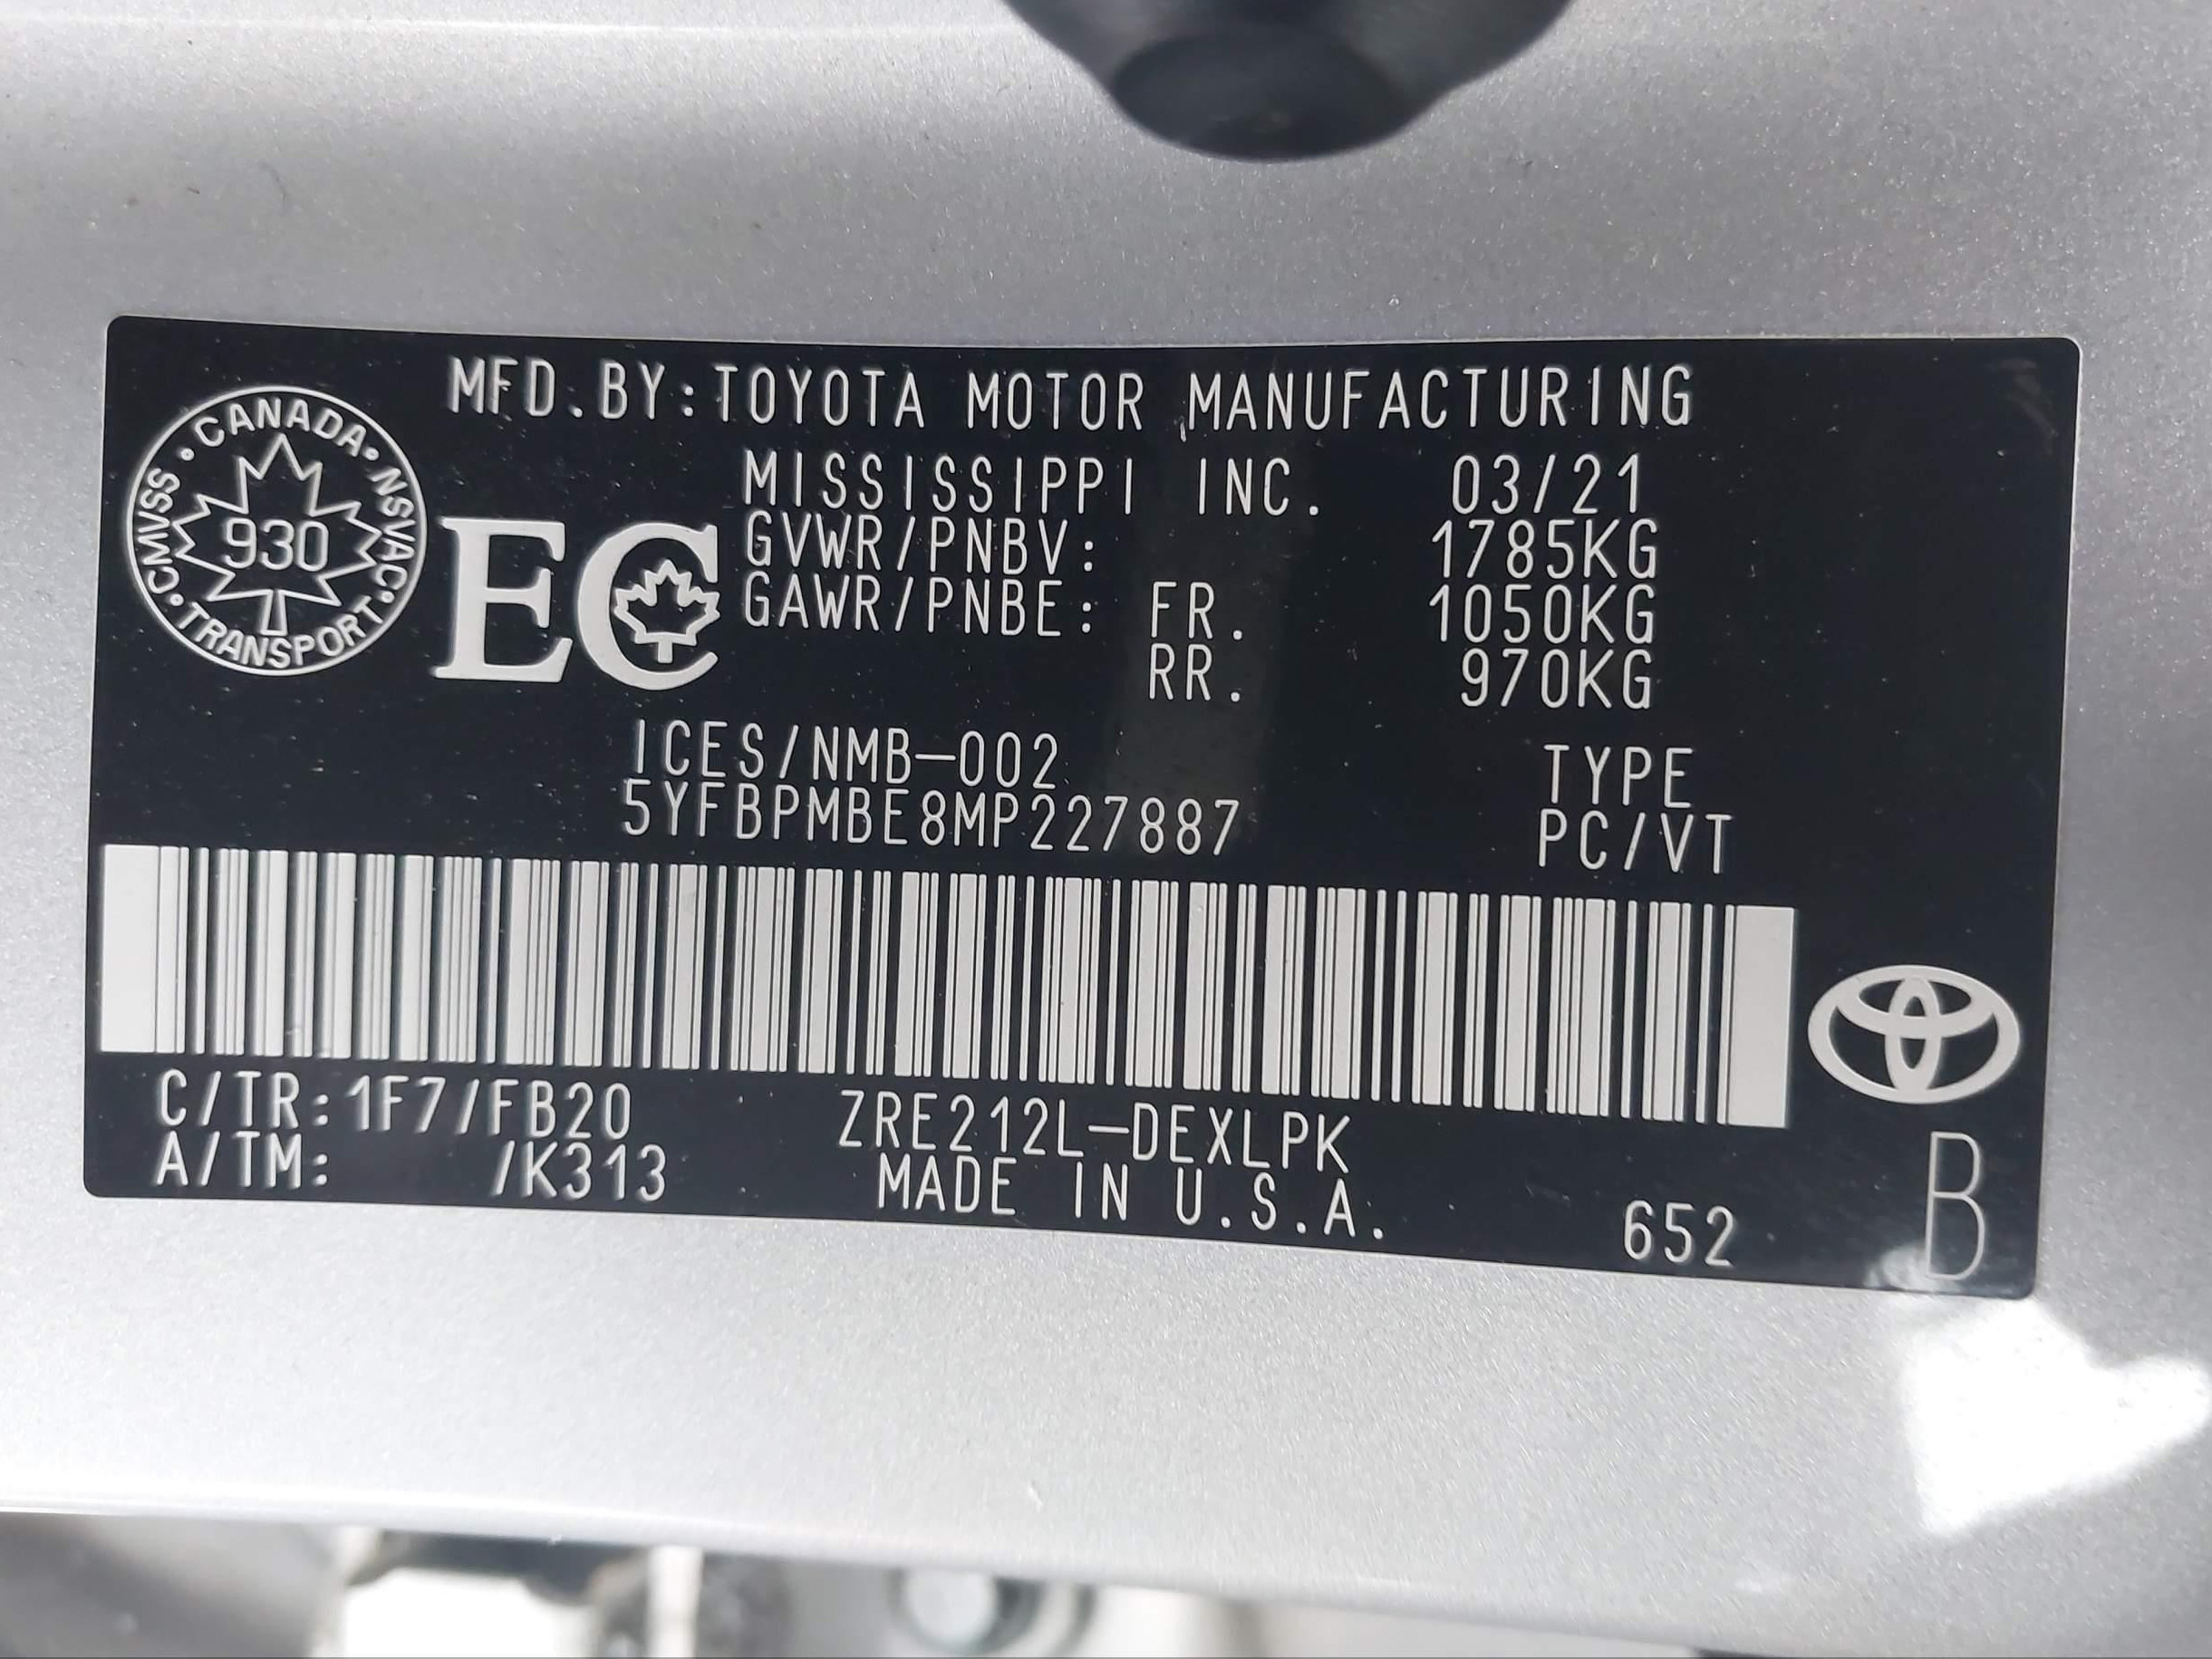 MFD.BY:TOYOTA MOTOR MANUFACTURING
MISSISSIPPI INC. 03/21
CANADA • NSVAC • TRANSPORT • CMVSS •
930
EC
GVWR/PNBV: 1785KG
GAWR/PNBE: FR. 1050KG
RR. 970KG
ICES/NMB-002 TYPE
5YFBPMBE8MP227887 PC/VT
C/TR:1F7/FB20 ZRE212L-DEXLPK
A/TM: /K313 MADE IN U.S.A.
652 B